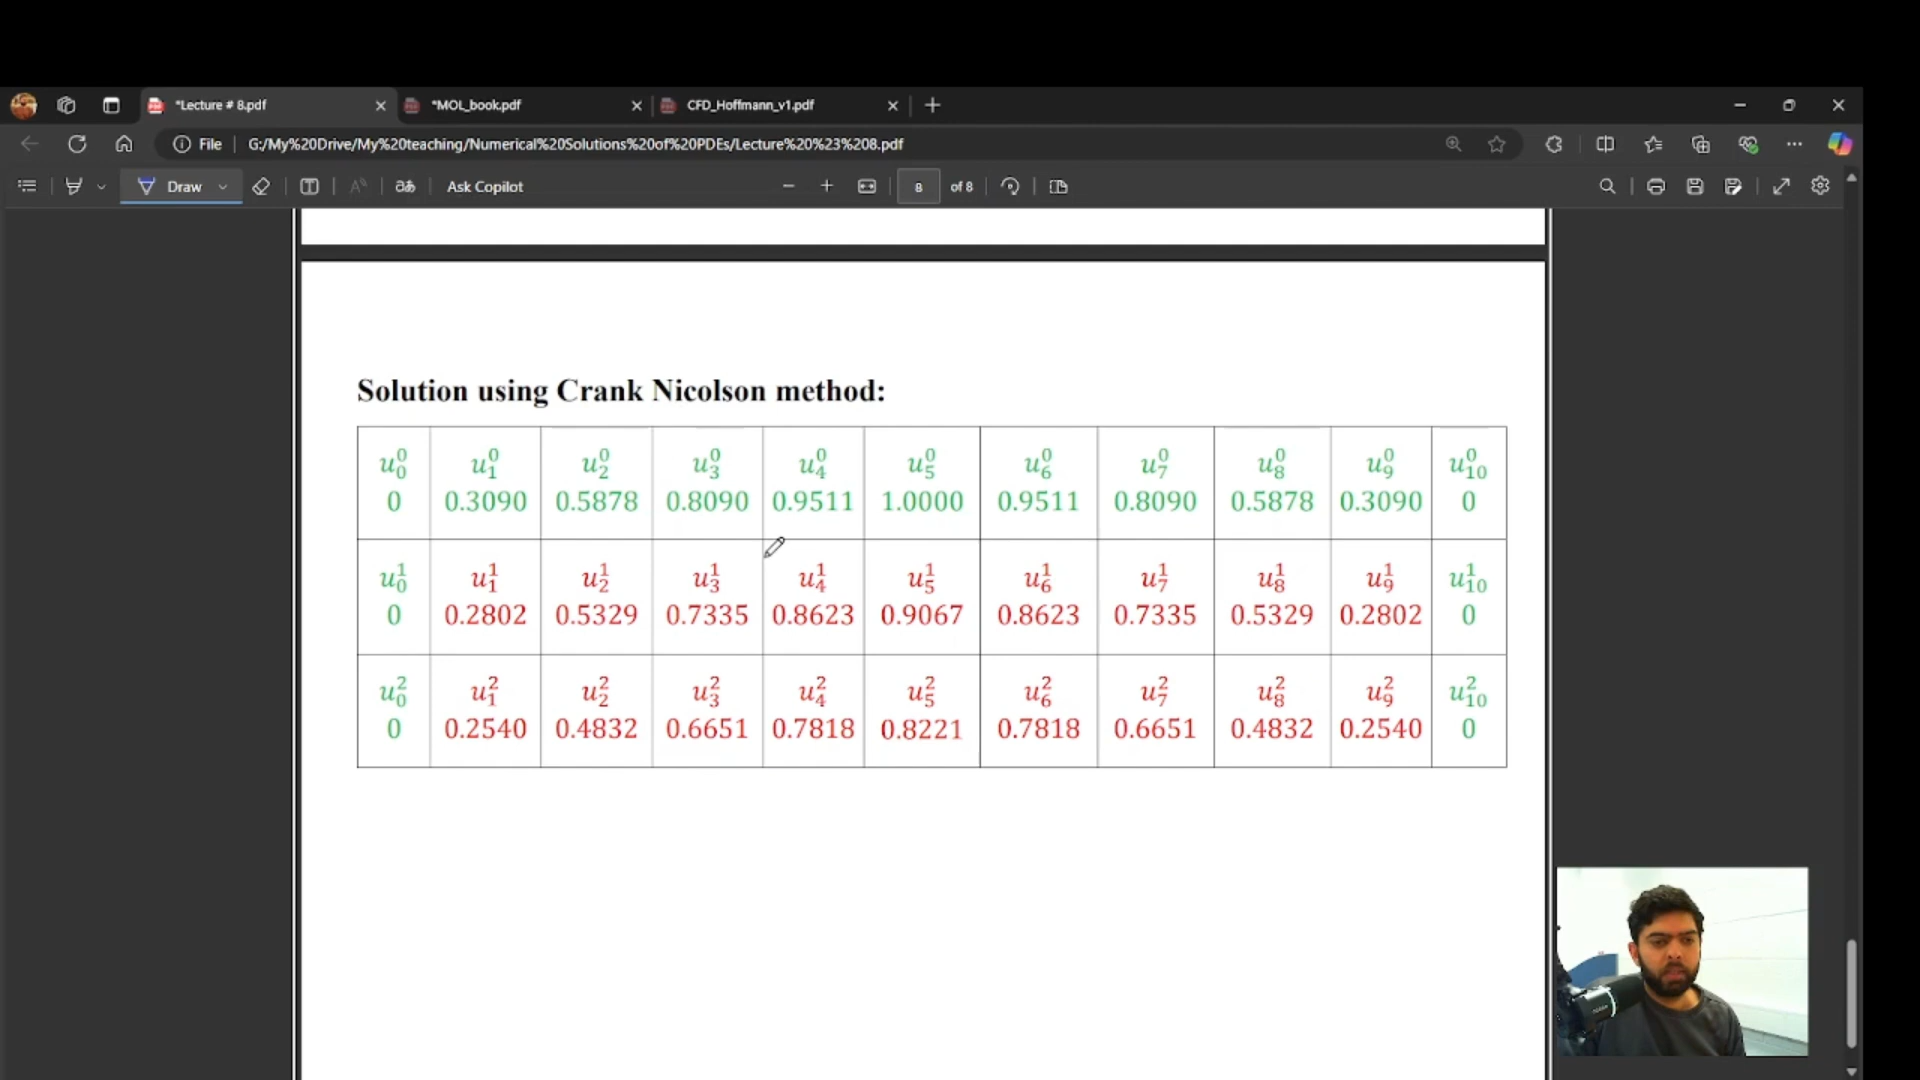 *Lecture # 8.pdf
*MOL_book.pdf
CFD_Hoffmann_v1.pdf
File | G:/My%20Drive/My%20teaching/Numerical%20Solutions%20of%20PDEs/Lecture%20%23%208.pdf
Draw
aあ
Ask Copilot
8 of 8
Solution using Crank Nicolson method:
u_0^0 u_1^0 u_2^0 u_3^0 u_4^0 u_5^0 u_6^0 u_7^0 u_8^0 u_9^0 u_10^0
0 0.3090 0.5878 0.8090 0.9511 1.0000 0.9511 0.8090 0.5878 0.3090 0
u_0^1 u_1^1 u_2^1 u_3^1 u_4^1 u_5^1 u_6^1 u_7^1 u_8^1 u_9^1 u_10^1
0 0.2802 0.5329 0.7335 0.8623 0.9067 0.8623 0.7335 0.5329 0.2802 0
u_0^2 u_1^2 u_2^2 u_3^2 u_4^2 u_5^2 u_6^2 u_7^2 u_8^2 u_9^2 u_10^2
0 0.2540 0.4832 0.6651 0.7818 0.8221 0.7818 0.6651 0.4832 0.2540 0